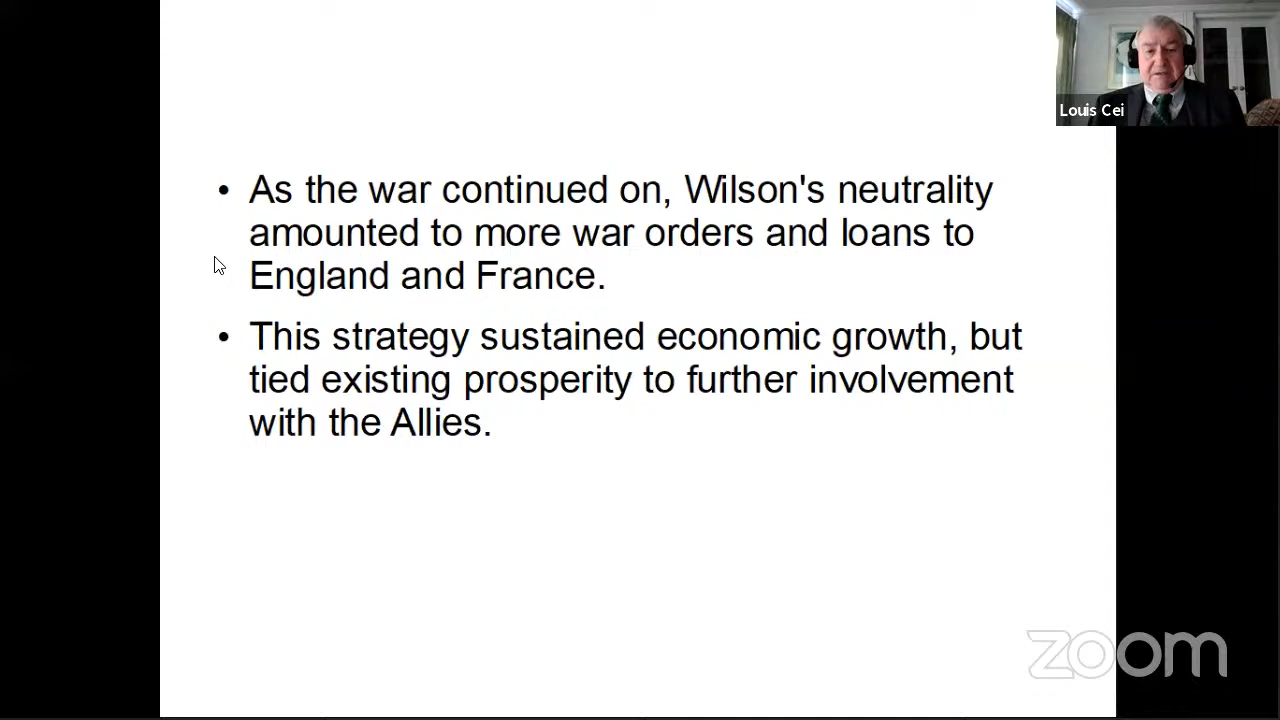 Louis Cei
• As the war continued on, Wilson's neutrality
amounted to more war orders and loans to
England and France.
• This strategy sustained economic growth, but
tied existing prosperity to further involvement
with the Allies.
zoom